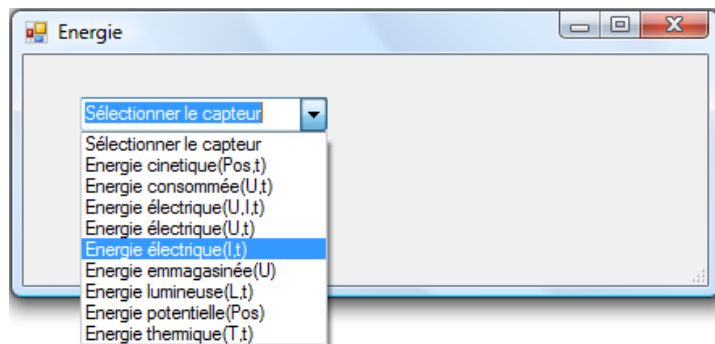 Energie
Sélectionner le capteur
Sélectionner le capteur
Energie cinetique(Pos,t)
Energie consommée(U,t)
Energie électrique(U,I,t)
Energie électrique(U,t)
Energie électrique(I,t)
Energie emmagasinée(U)
Energie lumineuse(L,t)
Energie potentielle(Pos)
Energie thermique(T,t)